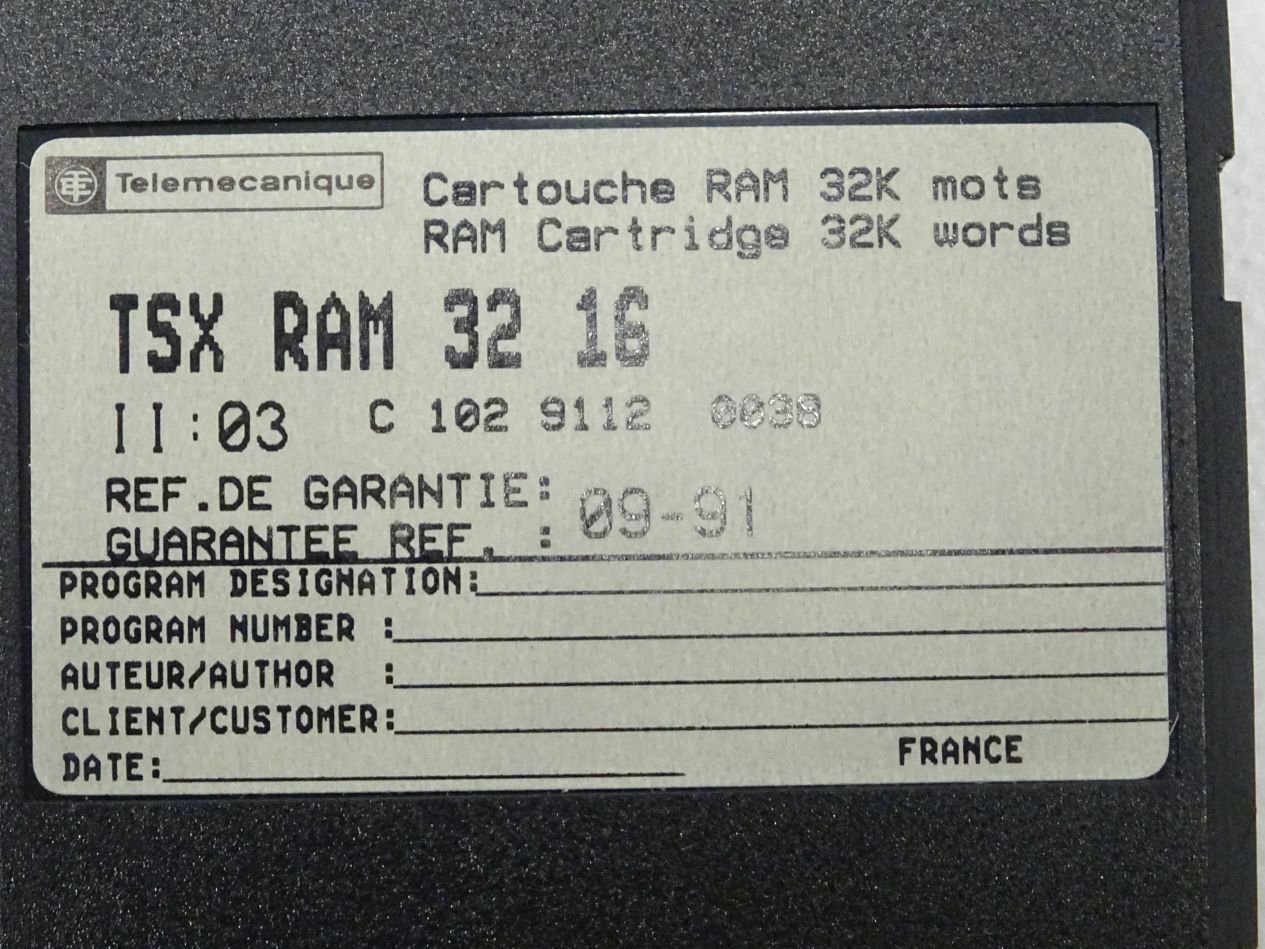 Telemecanique
Cartouche RAM 32K mots
RAM Cartridge 32K words
TSX RAM 32 16
II:03 C 102 9112 0038
REF.DE GARANTIE:
GUARANTEE REF. : 09-91
PROGRAM DESIGNATION:
PROGRAM NUMBER :
AUTEUR/AUTHOR :
CLIENT/CUSTOMER:
FRANCE
DATE: